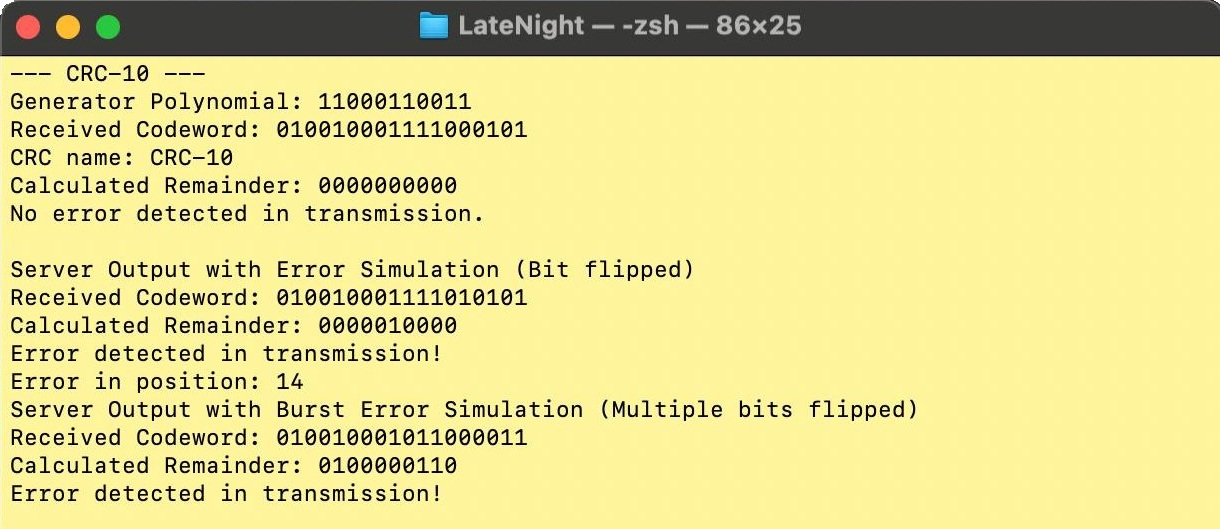 LateNight — -zsh — 86×25
--- CRC-10 ---
Generator Polynomial: 11000110011
Received Codeword: 010010001111000101
CRC name: CRC-10
Calculated Remainder: 0000000000
No error detected in transmission.
Server Output with Error Simulation (Bit flipped)
Received Codeword: 010010001111010101
Calculated Remainder: 0000010000
Error detected in transmission!
Error in position: 14
Server Output with Burst Error Simulation (Multiple bits flipped)
Received Codeword: 010010001011000011
Calculated Remainder: 0100000110
Error detected in transmission!